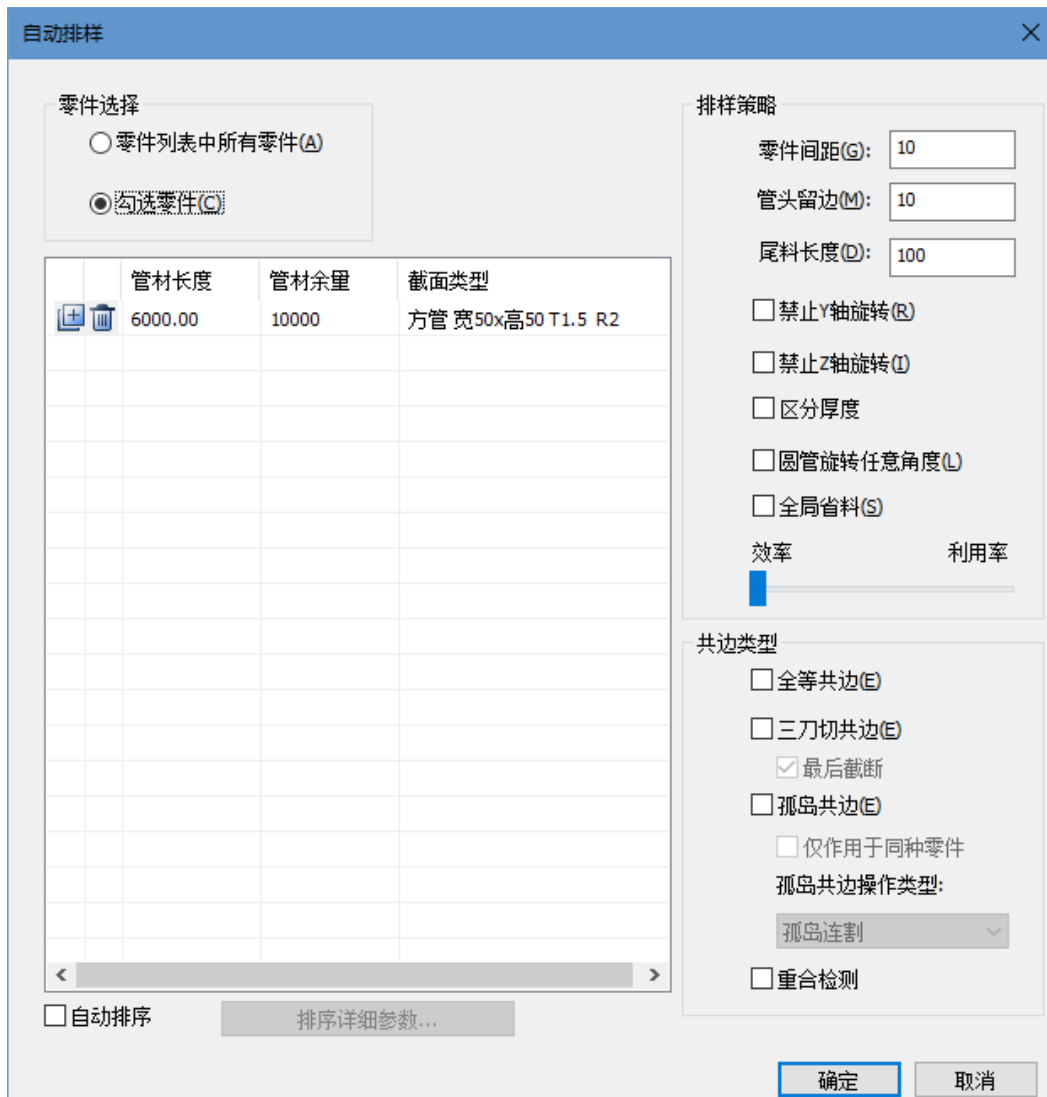 自动排样
零件选择
零件列表中所有零件(A)
勾选零件(C)
管材长度 管材余量 截面类型
6000.00 10000 方管 宽50x高50 T1.5 R2
自动排序
排序详细参数...
排样策略
零件间距(G): 10
管头留边(M): 10
尾料长度(D): 100
禁止Y轴旋转(R)
禁止Z轴旋转(I)
区分厚度
圆管旋转任意角度(L)
全局省料(S)
效率 利用率
共边类型
全等共边(E)
三刀切共边(E)
最后截断
孤岛共边(E)
仅作用于同种零件
孤岛共边操作类型:
孤岛连割
重合检测
确定 取消